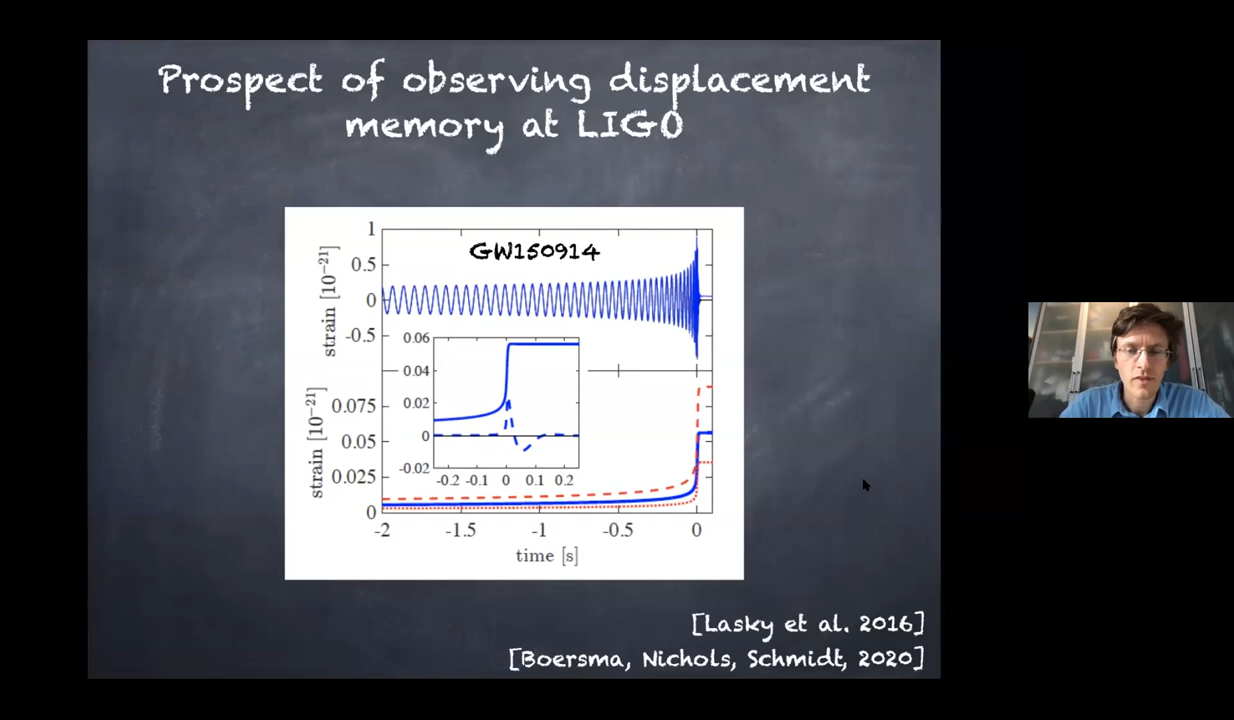 Prospect of observing displacement
memory at LIGO
GW150914
strain [10⁻²¹]
1
0.5
0
-0.5
0.06
0.04
0.02
0
-0.02
-0.2 -0.1 0 0.1 0.2
strain [10⁻²¹]
0.075
0.05
0.025
0
-2 -1.5 -1 -0.5 0
time [s]
[Lasky et al. 2016]
[Boersma, Nichols, Schmidt, 2020]